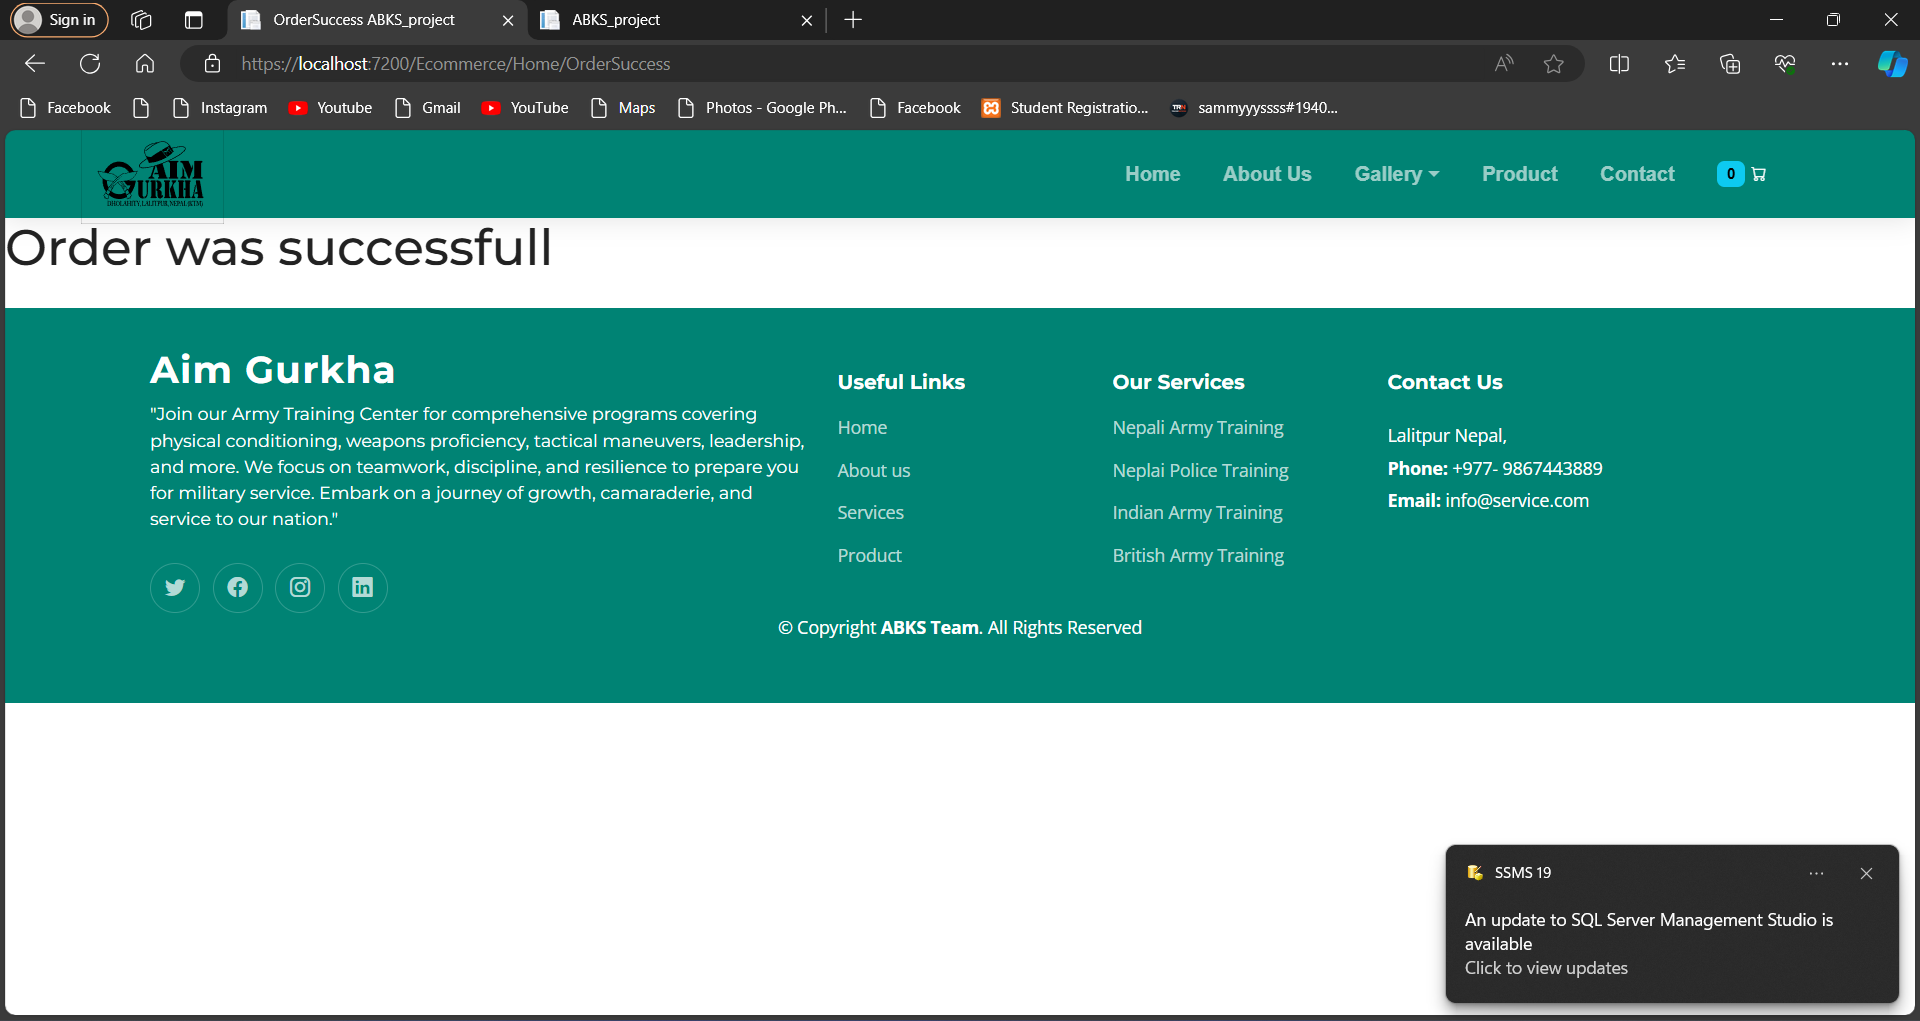 Sign in
OrderSuccess ABKS_project
ABKS_project
https://localhost:7200/Ecommerce/Home/OrderSuccess
Facebook
Instagram
Youtube
Gmail
YouTube
Maps
Photos - Google Ph...
Facebook
Student Registratio...
sammyyyssss#1940...
AIM
GURKHA
DHOLAHITY, LALITPUR, NEPAL (KTM)
Home
About Us
Gallery
Product
Contact
0
Order was successfull
Aim Gurkha
"Join our Army Training Center for comprehensive programs covering
physical conditioning, weapons proficiency, tactical maneuvers, leadership,
and more. We focus on teamwork, discipline, and resilience to prepare you
for military service. Embark on a journey of growth, camaraderie, and
service to our nation."
Useful Links
Home
About us
Services
Product
Our Services
Nepali Army Training
Neplai Police Training
Indian Army Training
British Army Training
Contact Us
Lalitpur Nepal,
Phone: +977- 9867443889
Email: info@service.com
© Copyright ABKS Team. All Rights Reserved
SSMS 19
An update to SQL Server Management Studio is
available
Click to view updates